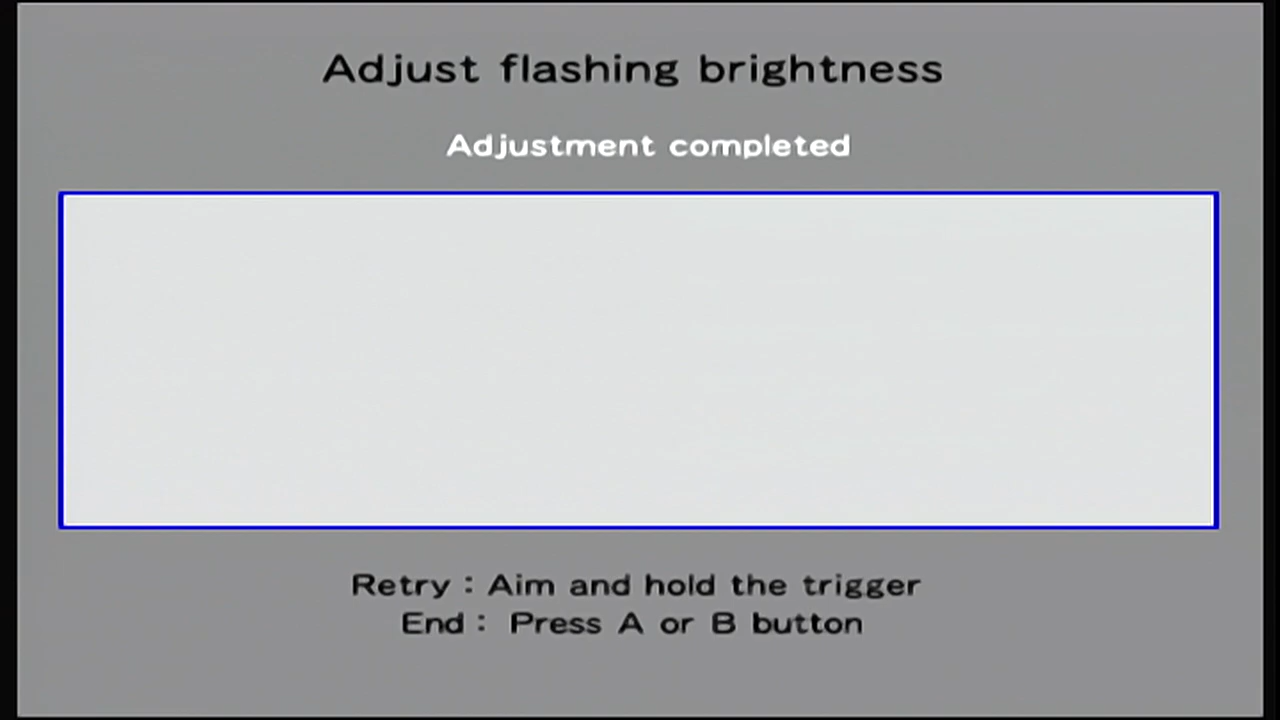 Adjust flashing brightness
Adjustment completed
Retry : Aim and hold the trigger
End : Press A or B button